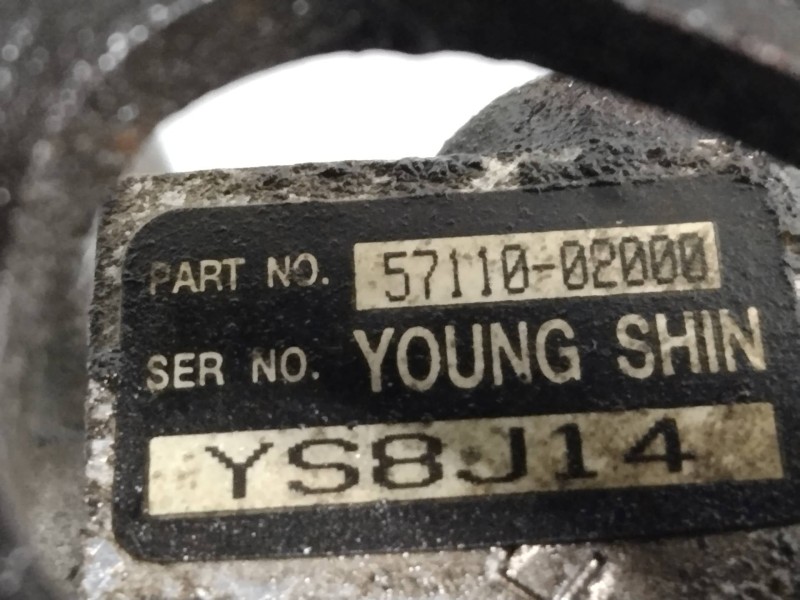 PART NO. 57110-02000
SER NO. YOUNG SHIN
YS8J14